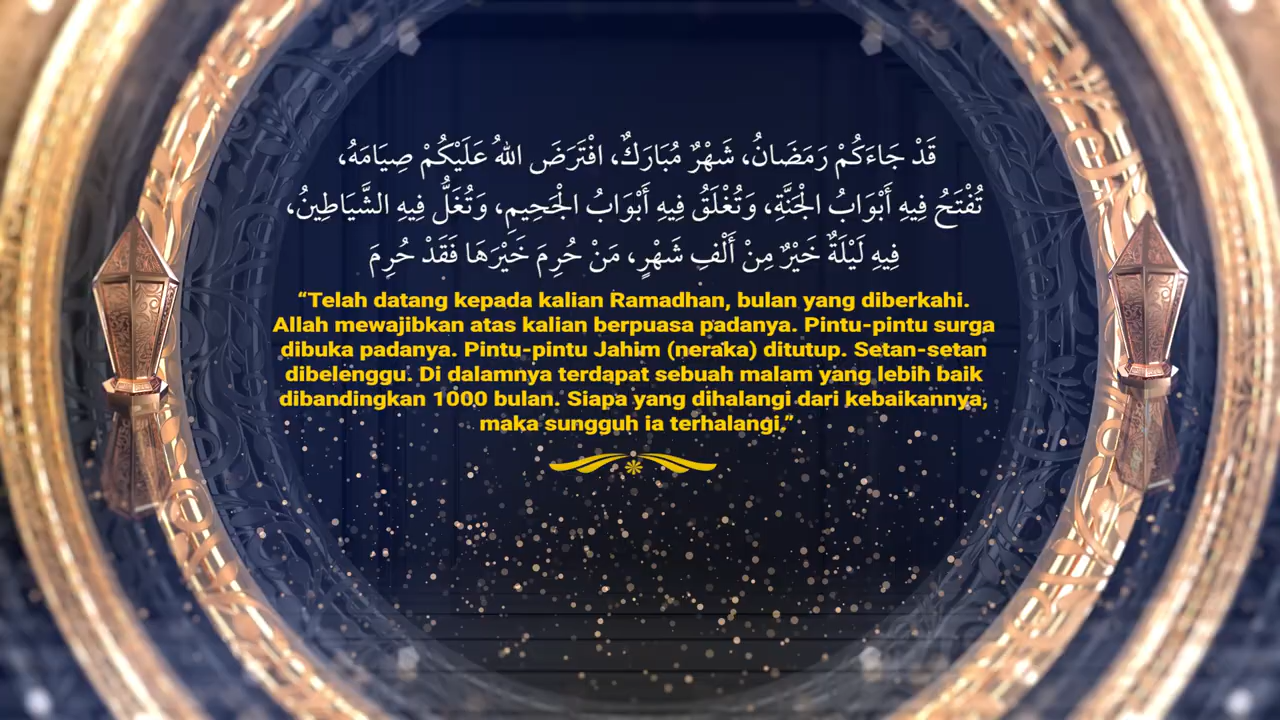 قَدْ جَاءَكُمْ رَمَضَانُ، شَهْرٌ مُبَارَكٌ، افْتَرَضَ اللهُ عَلَيْكُمْ صِيَامَهُ،
تُفْتَحُ فِيهِ أَبْوَابُ الْجَنَّةِ، وَتُغْلَقُ فِيهِ أَبْوَابُ الْجَحِيمِ، وَتُغَلُّ فِيهِ الشَّيَاطِينُ،
فِيهِ لَيْلَةٌ خَيْرٌ مِنْ أَلْفِ شَهْرٍ، مَنْ حُرِمَ خَيْرَهَا فَقَدْ حُرِمَ
“Telah datang kepada kalian Ramadhan, bulan yang diberkahi.
Allah mewajibkan atas kalian berpuasa padanya. Pintu-pintu surga
dibuka padanya. Pintu-pintu Jahim (neraka) ditutup. Setan-setan
dibelenggu. Di dalamnya terdapat sebuah malam yang lebih baik
dibandingkan 1000 bulan. Siapa yang dihalangi dari kebaikannya,
maka sungguh ia terhalangi.”